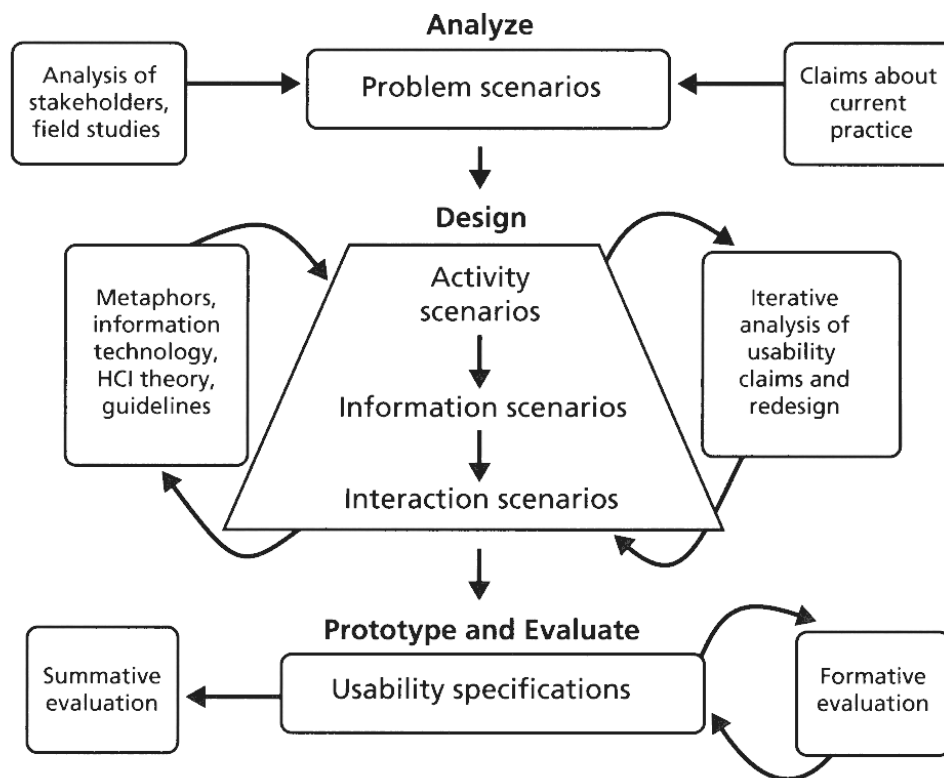 Analyze
Analysis of
stakeholders,
field studies
Problem scenarios
Claims about
current
practice
Design
Metaphors,
information
technology,
HCI theory,
guidelines
Activity
scenarios
Information scenarios
Interaction scenarios
Iterative
analysis of
usability
claims and
redesign
Prototype and Evaluate
Summative
evaluation
Usability specifications
Formative
evaluation